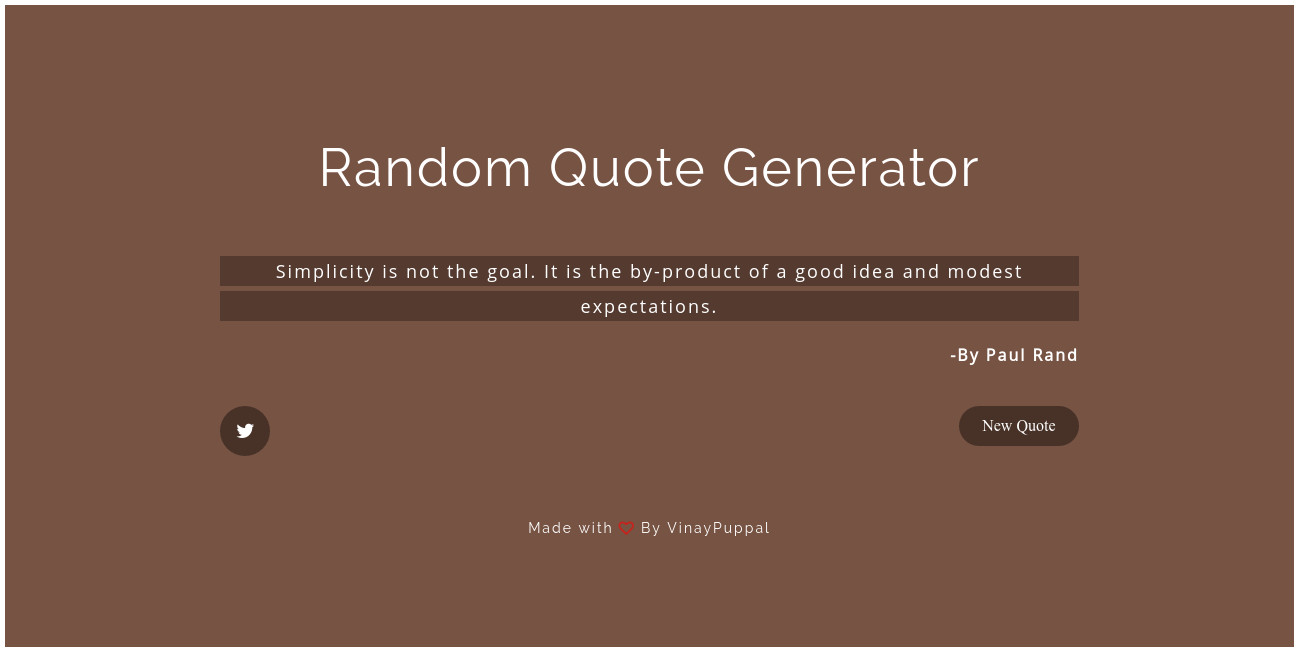 Random Quote Generator
Simplicity is not the goal. It is the by-product of a good idea and modest
expectations.
-By Paul Rand
New Quote
Made with By VinayPuppal